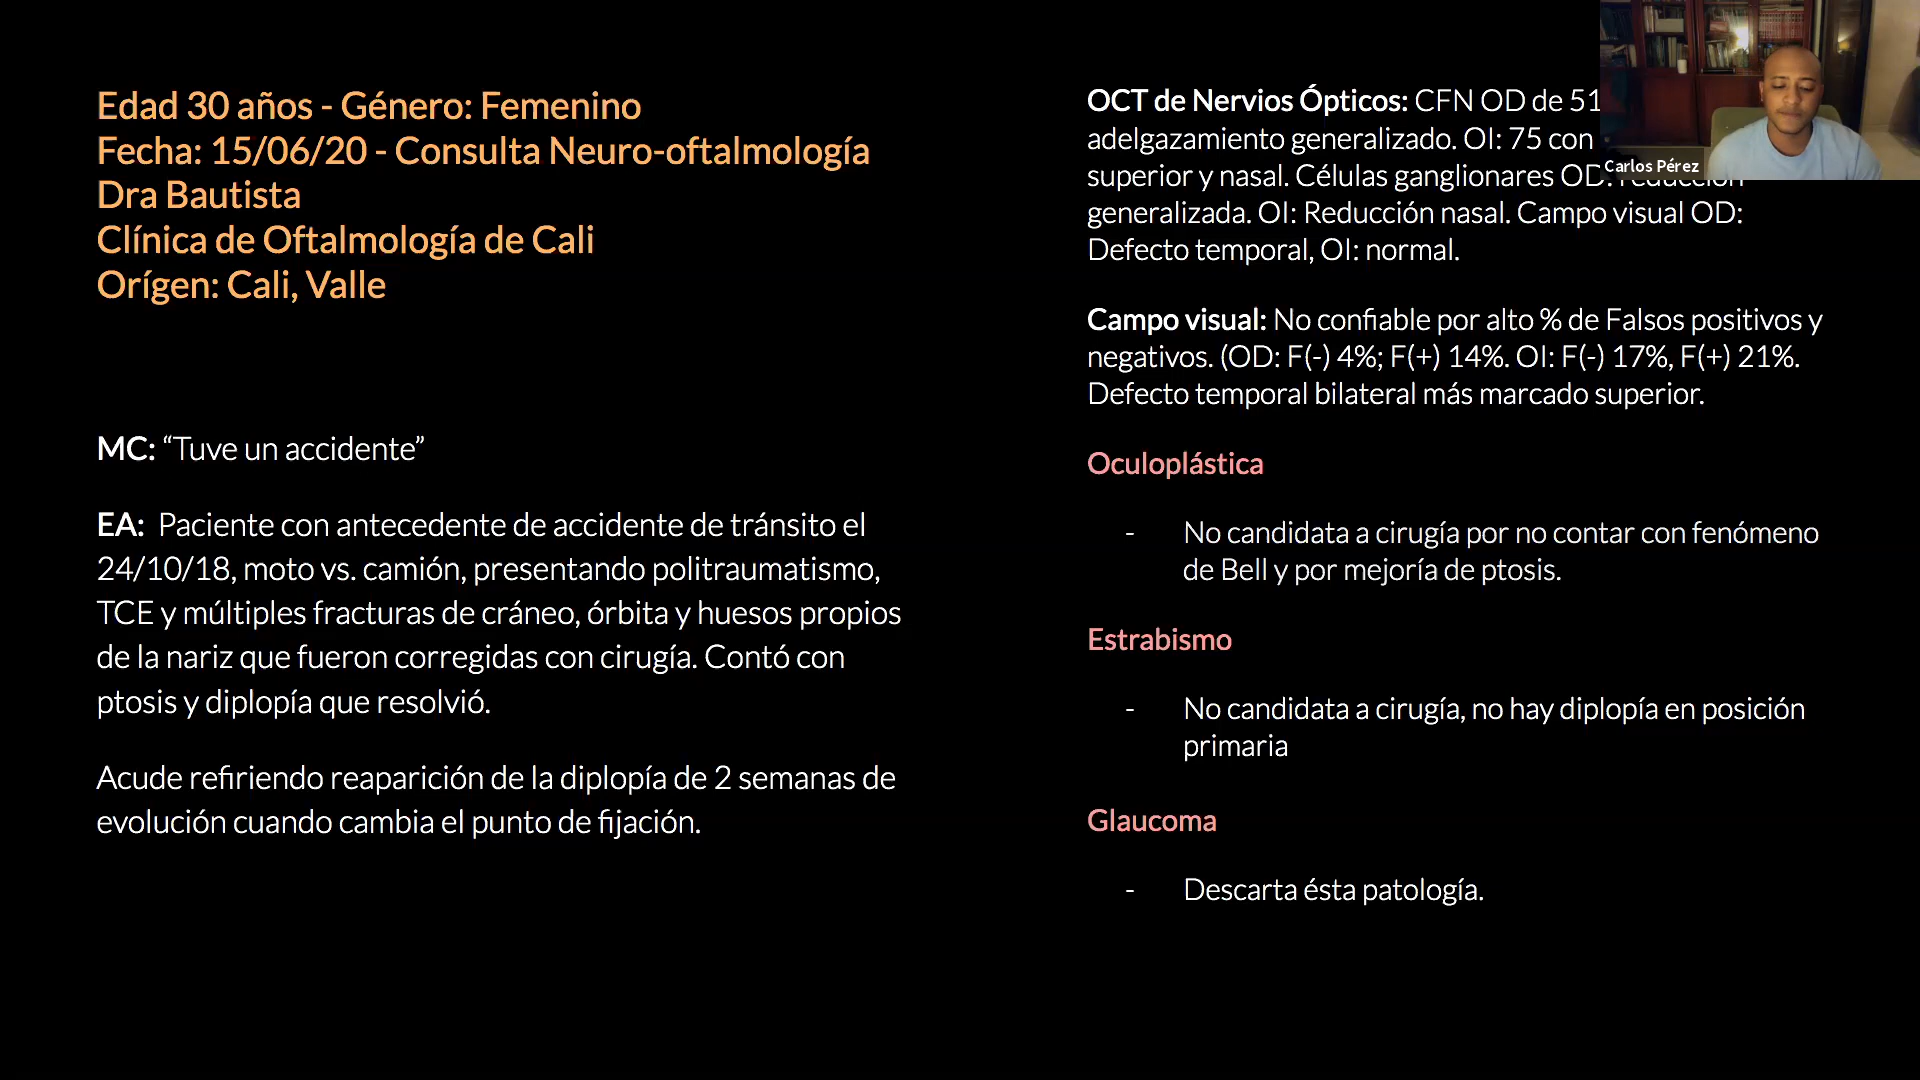 Edad 30 años - Género: Femenino
Fecha: 15/06/20 - Consulta Neuro-oftalmología
Dra Bautista
Clínica de Oftalmología de Cali
Orígen: Cali, Valle
MC: “Tuve un accidente”
EA: Paciente con antecedente de accidente de tránsito el
24/10/18, moto vs. camión, presentando politraumatismo,
TCE y múltiples fracturas de cráneo, órbita y huesos propios
de la nariz que fueron corregidas con cirugía. Contó con
ptosis y diplopía que resolvió.
Acude refiriendo reaparición de la diplopía de 2 semanas de
evolución cuando cambia el punto de fijación.
OCT de Nervios Ópticos: CFN OD de 51
adelgazamiento generalizado. OI: 75 con
superior y nasal. Células ganglionares OD: reducción
generalizada. OI: Reducción nasal. Campo visual OD:
Defecto temporal, OI: normal.
Campo visual: No confiable por alto % de Falsos positivos y
negativos. (OD: F(-) 4%; F(+) 14%. OI: F(-) 17%, F(+) 21%.
Defecto temporal bilateral más marcado superior.
Oculoplástica
- No candidata a cirugía por no contar con fenómeno
de Bell y por mejoría de ptosis.
Estrabismo
- No candidata a cirugía, no hay diplopía en posición
primaria
Glaucoma
- Descarta ésta patología.
Carlos Pérez